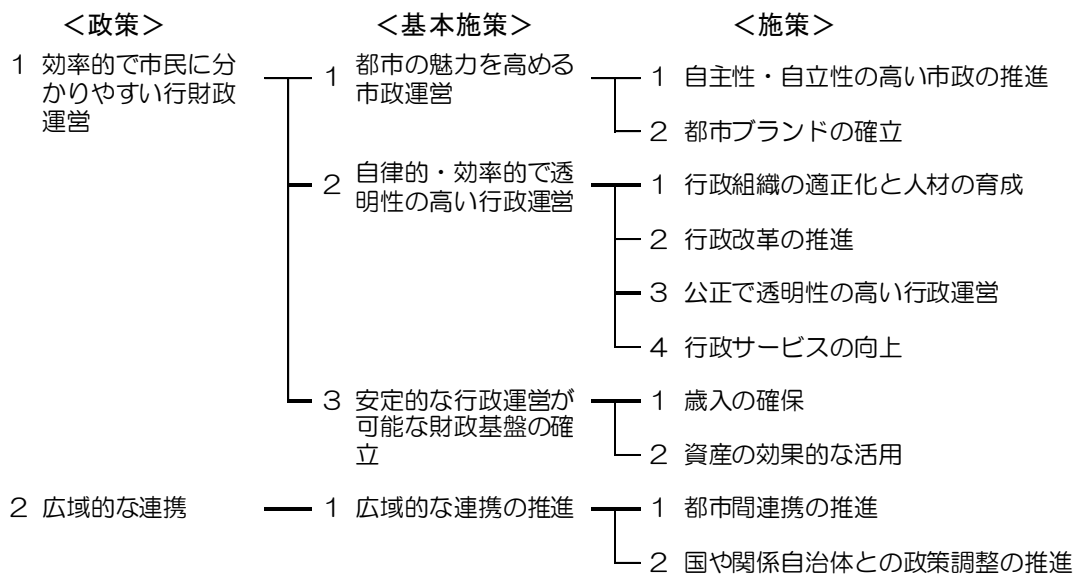 ＜政策＞ ＜基本施策＞ ＜施策＞
１ 効率的で市民に分かりやすい行財政運営
１ 都市の魅力を高める市政運営
１ 自主性・自立性の高い市政の推進
２ 都市ブランドの確立
２ 自律的・効率的で透明性の高い行政運営
１ 行政組織の適正化と人材の育成
２ 行政改革の推進
３ 公正で透明性の高い行政運営
４ 行政サービスの向上
３ 安定的な行政運営が可能な財政基盤の確立
１ 歳入の確保
２ 資産の効果的な活用
２ 広域的な連携
１ 広域的な連携の推進
１ 都市間連携の推進
２ 国や関係自治体との政策調整の推進